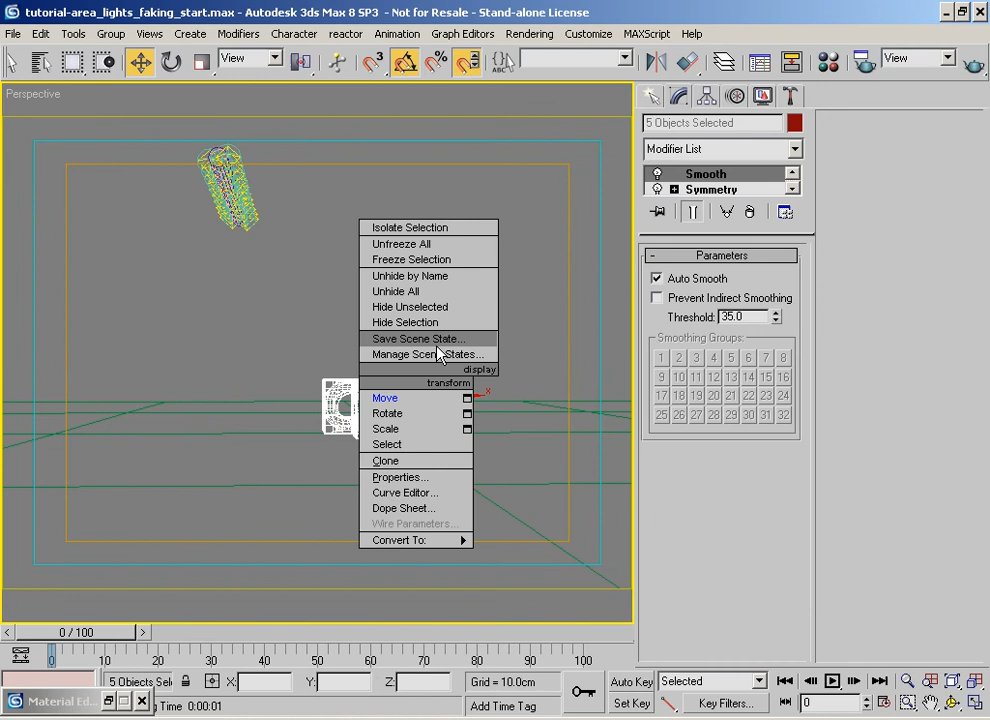 tutorial-area_lights_faking_start.max - Autodesk 3ds Max 8 SP3 - Not for Resale - Stand-alone License
File Edit Tools Group Views Create Modifiers Character reactor Animation Graph Editors Rendering Customize MAXScript Help
View 3 % ABC View
Perspective
5 Objects Selected
Modifier List
Smooth
Symmetry
- Parameters
Auto Smooth
Prevent Indirect Smoothing
Threshold: 35.0
Smoothing Groups:
1 2 3 4 5 6 7 8
9 10 11 12 13 14 15 16
17 18 19 20 21 22 23 24
25 26 27 28 29 30 31 32
Isolate Selection
Unfreeze All
Freeze Selection
Unhide by Name
Unhide All
Hide Unselected
Hide Selection
Save Scene State...
Manage Scene States...
display
transform
Move
Rotate
Scale
Select
Clone
Properties...
Curve Editor...
Dope Sheet...
Wire Parameters...
Convert To:
x
< 0 / 100 >
0 10 20 30 40 50 60 70 80 90 100
5 Objects Sel X: Y: Z: Grid = 10.0cm Auto Key Selected
Material Ed... g Time 0:00:01 Add Time Tag Set Key Key Filters... 0